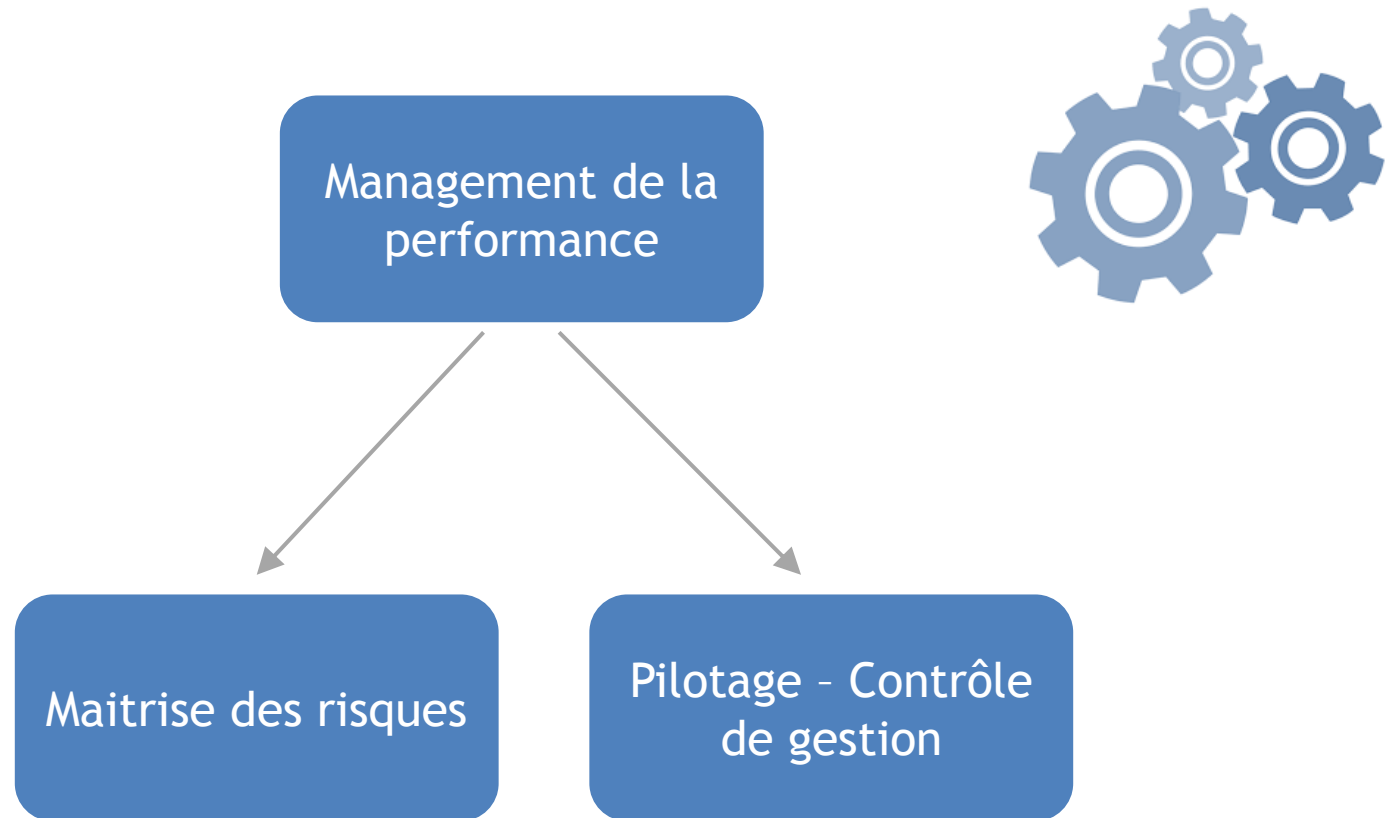 Management de la
performance
Maitrise des risques
Pilotage – Contrôle
de gestion